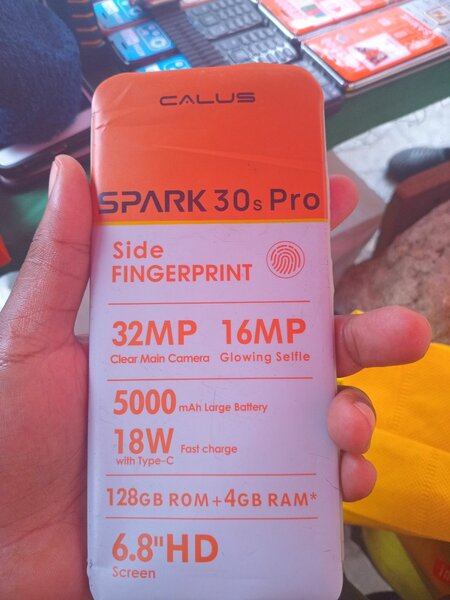 CALUS
SPARK 30s Pro
Side
FINGERPRINT
32MP 16MP
Clear Main Camera Glowing Selfie
5000 mAh Large Battery
18W Fast charge
with Type-C
128GB ROM+4GB RAM*
6.8"HD
Screen